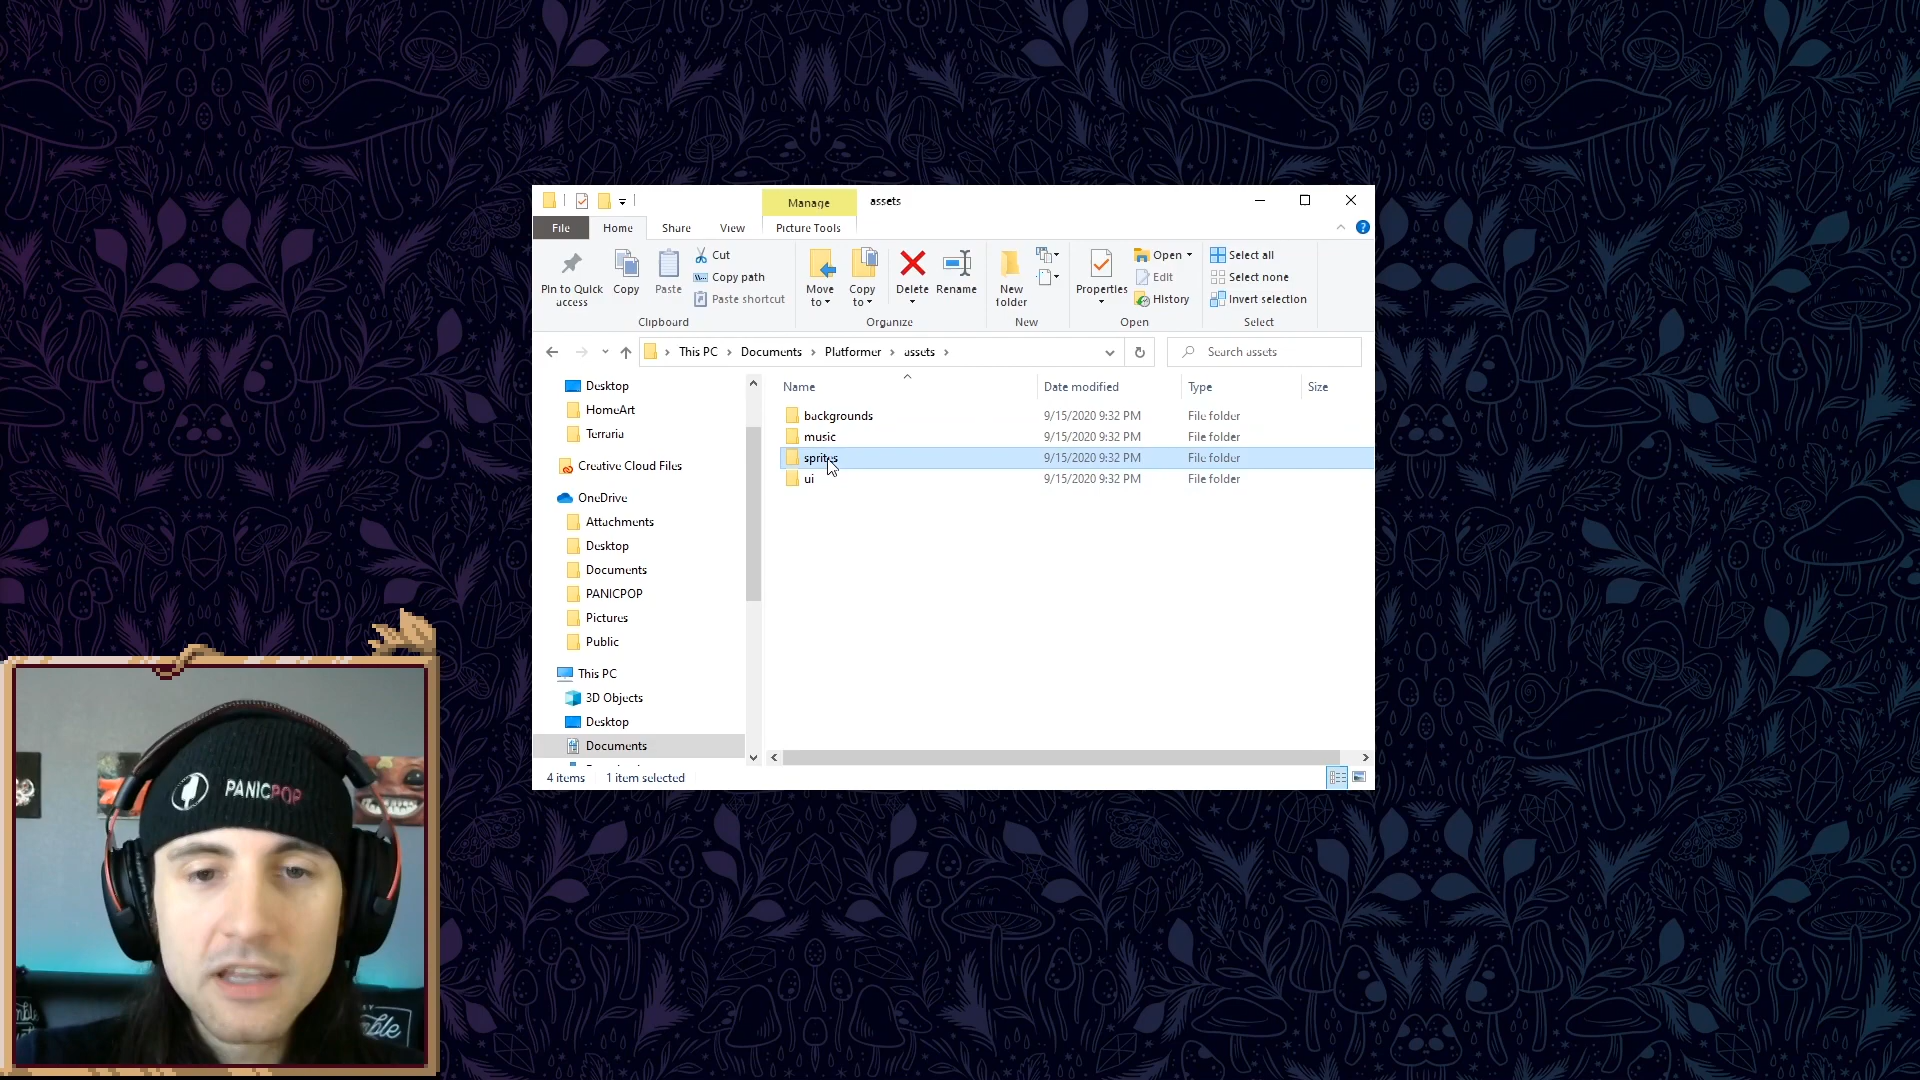 Manage
assets
File
Home
Share
View
Picture Tools
Pin to Quick access
Copy
Paste
Cut
Copy path
Paste shortcut
Clipboard
Move to
Copy to
Delete
Rename
Organize
New folder
New
Properties
Open
Edit
History
Open
Select all
Select none
Invert selection
Select
This PC
Documents
Platformer
assets
Search assets
Desktop
HomeArt
Terraria
Creative Cloud Files
OneDrive
Attachments
Desktop
Documents
PANICPOP
Pictures
Public
This PC
3D Objects
Desktop
Documents
Name
Date modified
Type
Size
backgrounds 9/15/2020 9:32 PM File folder
music 9/15/2020 9:32 PM File folder
sprites 9/15/2020 9:32 PM File folder
ui 9/15/2020 9:32 PM File folder
4 items
1 item selected
PANICPOP